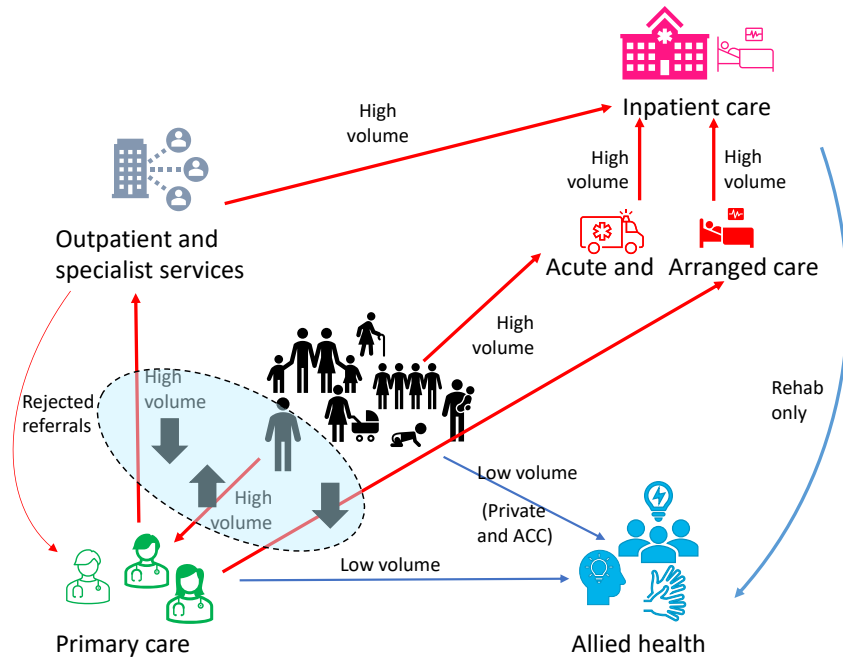 Inpatient care
High
volume
High
volume
High
volume
Outpatient and
specialist services
Acute and
Arranged care
High
volume
High
volume
Rejected
referrals
Rehab
only
Low volume
(Private
and ACC)
High
volume
Low volume
Primary care
Allied health